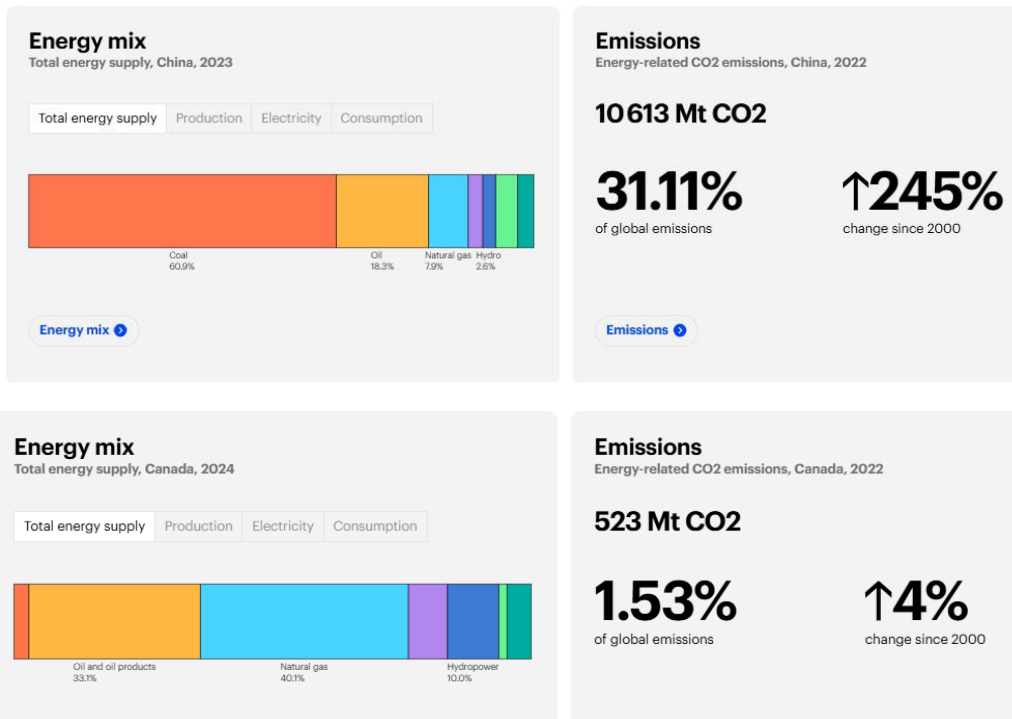 Energy mix
Total energy supply, China, 2023
Total energy supply Production Electricity Consumption
Coal
60.9%
Oil
18.3%
Natural gas
7.9%
Hydro
2.6%
Energy mix
Emissions
Energy-related CO2 emissions, China, 2022
10 613 Mt CO2
31.11%
of global emissions
↑245%
change since 2000
Emissions
Energy mix
Total energy supply, Canada, 2024
Total energy supply Production Electricity Consumption
Oil and oil products
33.1%
Natural gas
40.1%
Hydropower
10.0%
Emissions
Energy-related CO2 emissions, Canada, 2022
523 Mt CO2
1.53%
of global emissions
↑4%
change since 2000